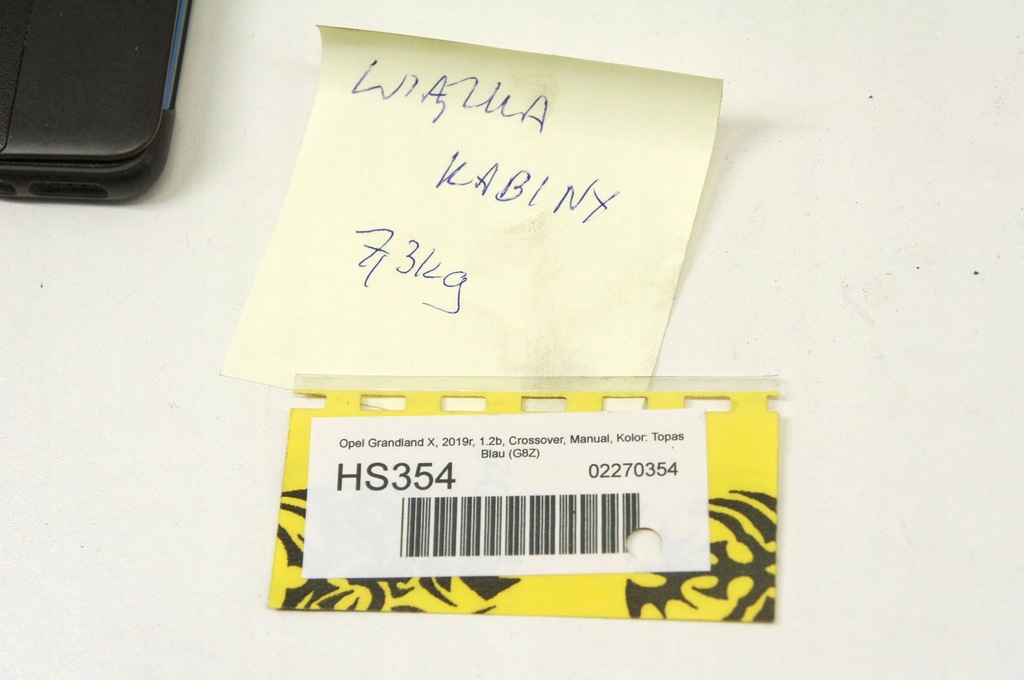 WIĄZKA
KABINY
7,3kg
Opel Grandland X, 2019r, 1.2b, Crossover, Manual, Kolor: Topas
Blau (G8Z)
HS354 02270354